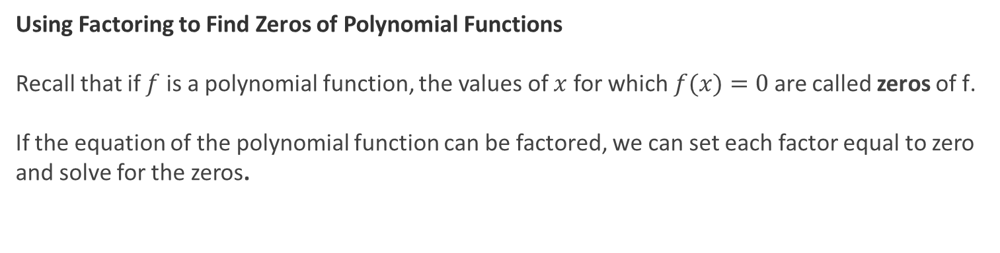 Using Factoring to Find Zeros of Polynomial Functions
Recall that if f is a polynomial function, the values of x for which f(x) = 0 are called zeros of f.
If the equation of the polynomial function can be factored, we can set each factor equal to zero
and solve for the zeros.